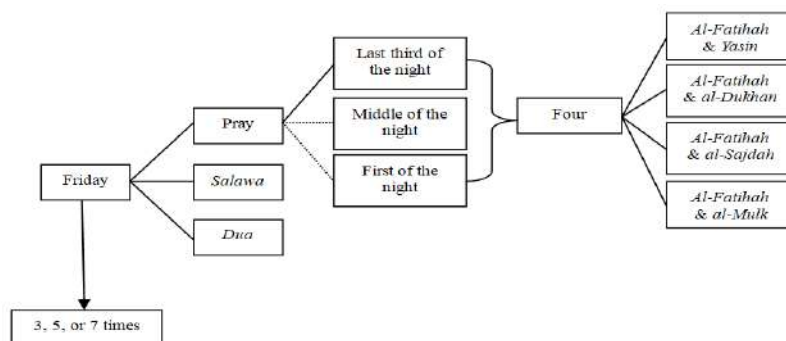 Friday
3, 5, or 7 times
Pray
Salawa
Dua
Last third of
the night
Middle of the
night
First of the
night
Four
Al-Fatihah
& Yasin
Al-Fatihah
& al-Dukhan
Al-Fatihah
& al-Sajdah
Al-Fatihah
& al-Mulk